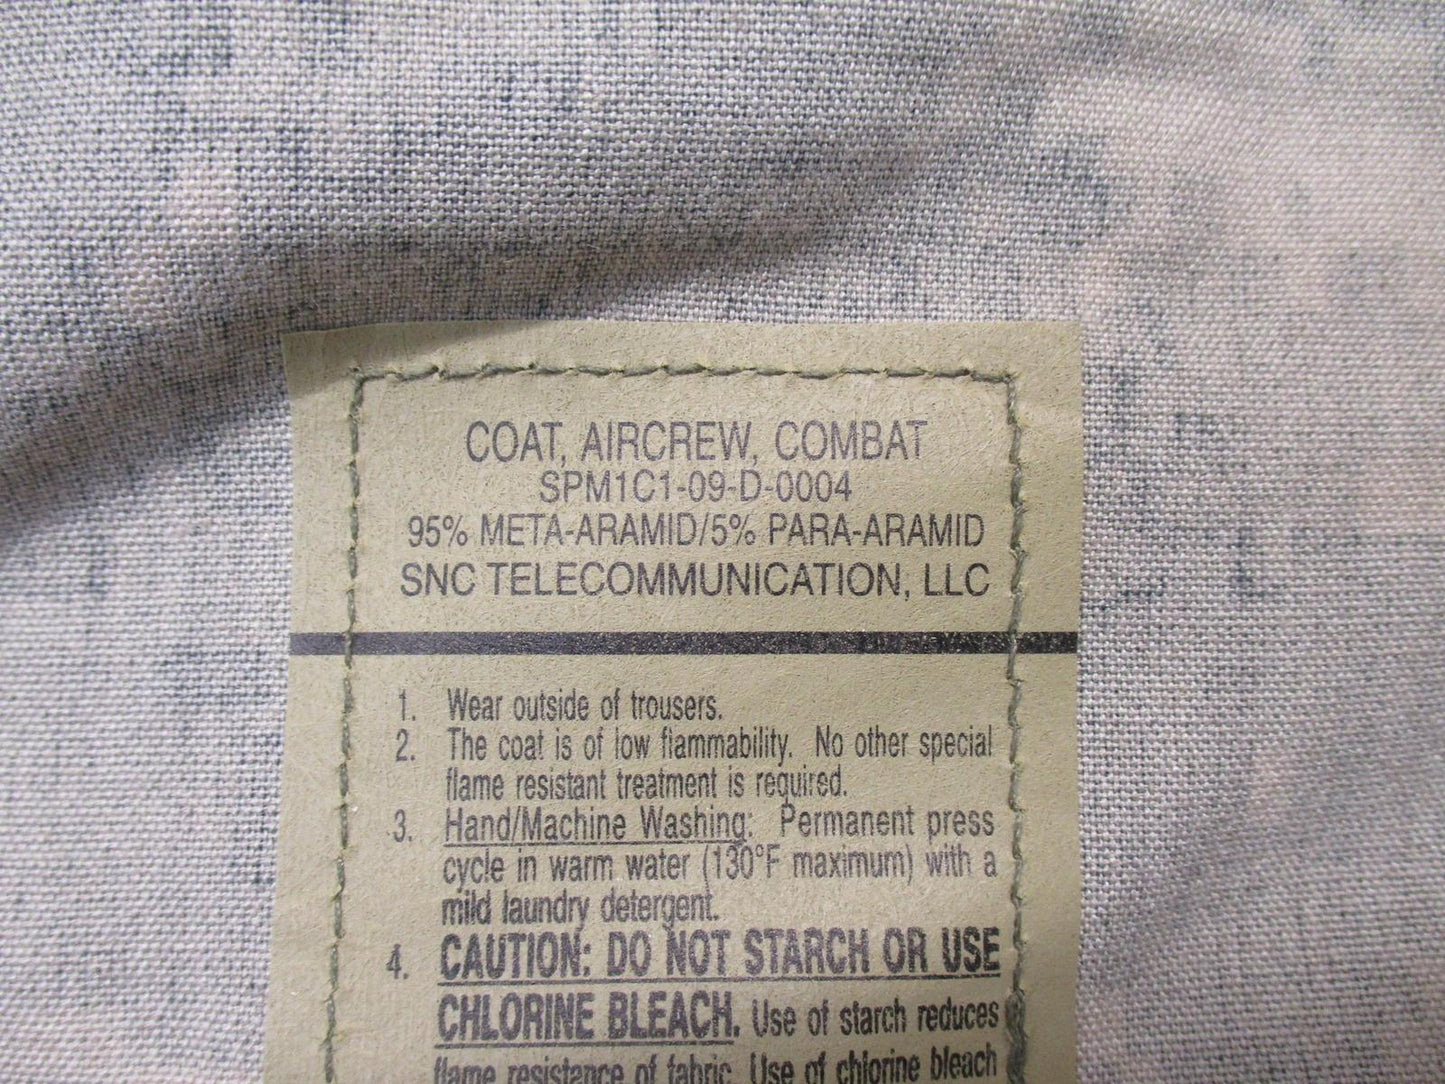 COAT, AIRCREW, COMBAT
SPM1C1-09-D-0004
95% META-ARAMID/5% PARA-ARAMID
SNC TELECOMMUNICATION, LLC
1. Wear outside of trousers.
2. The coat is of low flammability. No other special
flame resistant treatment is required.
3. Hand/Machine Washing: Permanent press
cycle in warm water (130°F maximum) with a
mild laundry detergent.
4. CAUTION: DO NOT STARCH OR USE
CHLORINE BLEACH. Use of starch reduces
flame resistance of fabric. Use of chlorine bleach